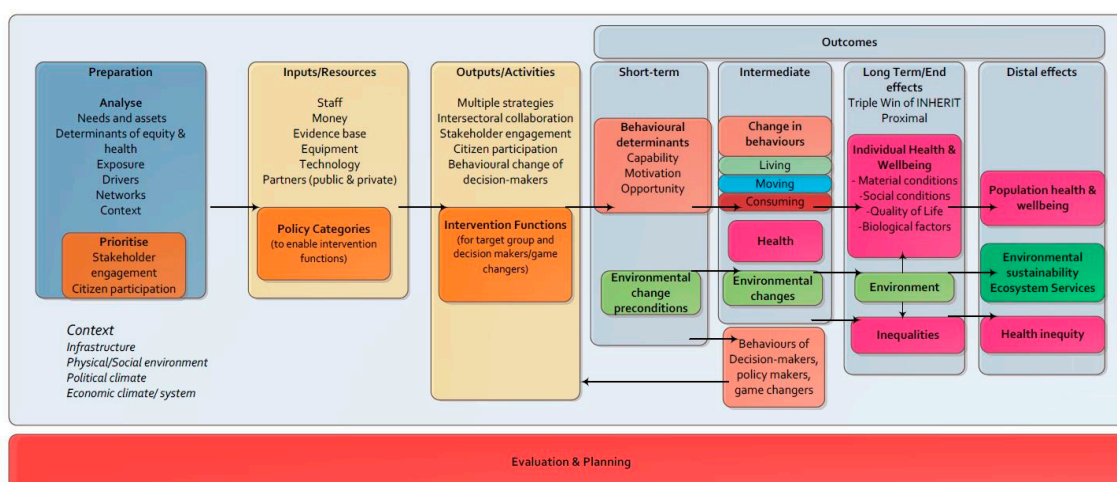 Outcomes
Preparation
Analyse
Needs and assets
Determinants of equity &
health
Exposure
Drivers
Networks
Context
Prioritise
Stakeholder
engagement
Citizen participation
Context
Infrastructure
Physical/Social environment
Political climate
Economic climate/ system
Inputs/Resources
Staff
Money
Evidence base
Equipment
Technology
Partners (public & private)
Policy Categories
(to enable intervention
functions)
Outputs/Activities
Multiple strategies
Intersectoral collaboration
Stakeholder engagement
Citizen participation
Behavioural change of
decision-makers
Intervention Functions
(for target group and
decision makers/game
changers)
Short-term
Behavioural
determinants
Capability
Motivation
Opportunity
Environmental
change
preconditions
Intermediate
Change in
behaviours
Living
Moving
Consuming
Health
Environmental
changes
Behaviours of
Decision-makers,
policy makers,
game changers
Long Term/End
effects
Triple Win of INHERIT
Proximal
Individual Health &
Wellbeing
- Material conditions
-Social conditions
-Quality of Life
-Biological factors
Environment
Inequalities
Distal effects
Population health &
wellbeing
Environmental
sustainability
Ecosystem Services
Health inequity
Evaluation & Planning